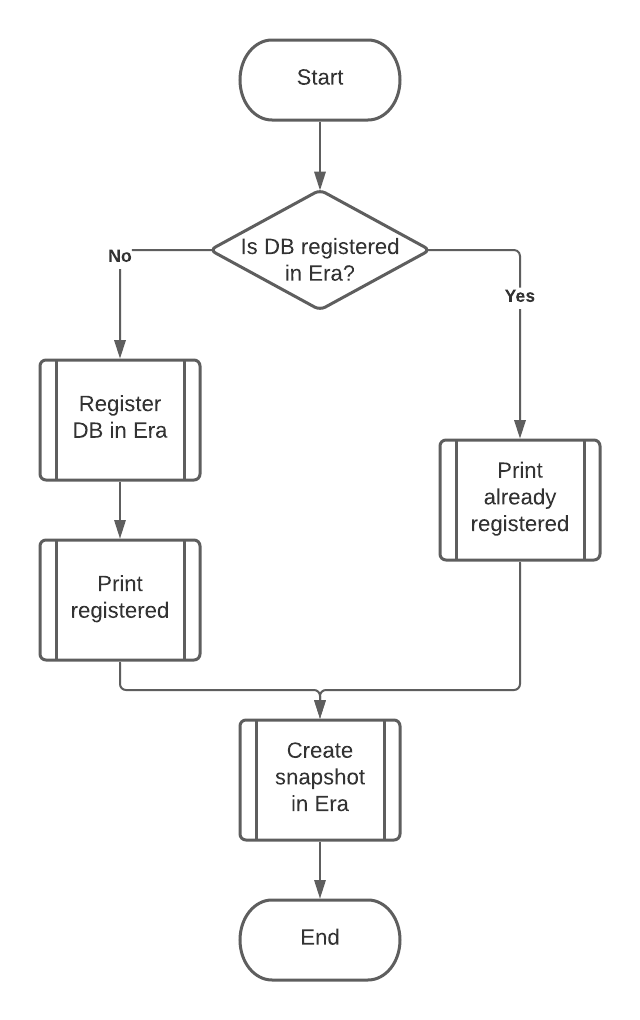 Start
Is DB registered
in Era?
No
Yes
Register
DB in Era
Print
already
registered
Print
registered
Create
snapshot
in Era
End